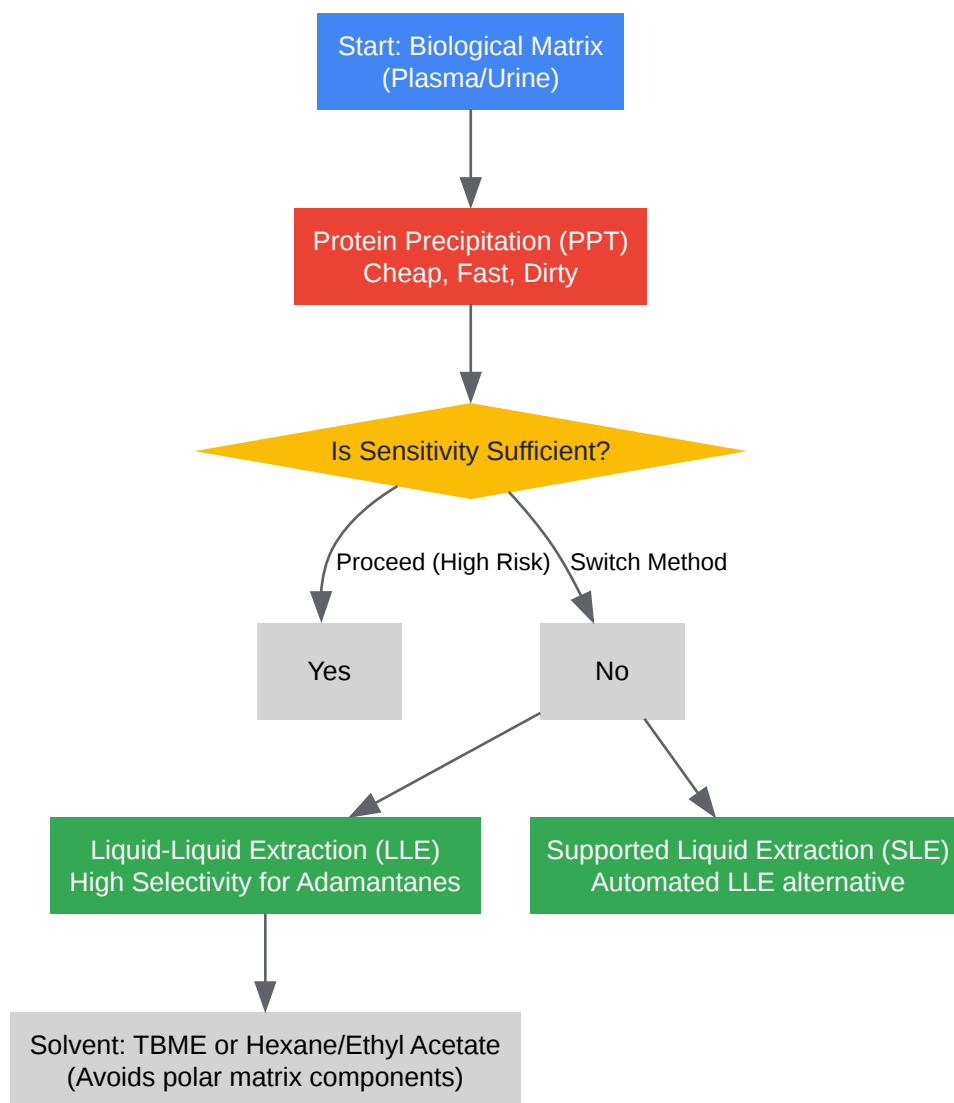 Start: Biological Matrix
(Plasma/Urine)
Protein Precipitation (PPT)
Cheap, Fast, Dirty
Is Sensitivity Sufficient?
Proceed (High Risk)
Switch Method
Yes
No
Liquid-Liquid Extraction (LLE)
High Selectivity for Adamantanes
Supported Liquid Extraction (SLE)
Automated LLE alternative
Solvent: TBME or Hexane/Ethyl Acetate
(Avoids polar matrix components)